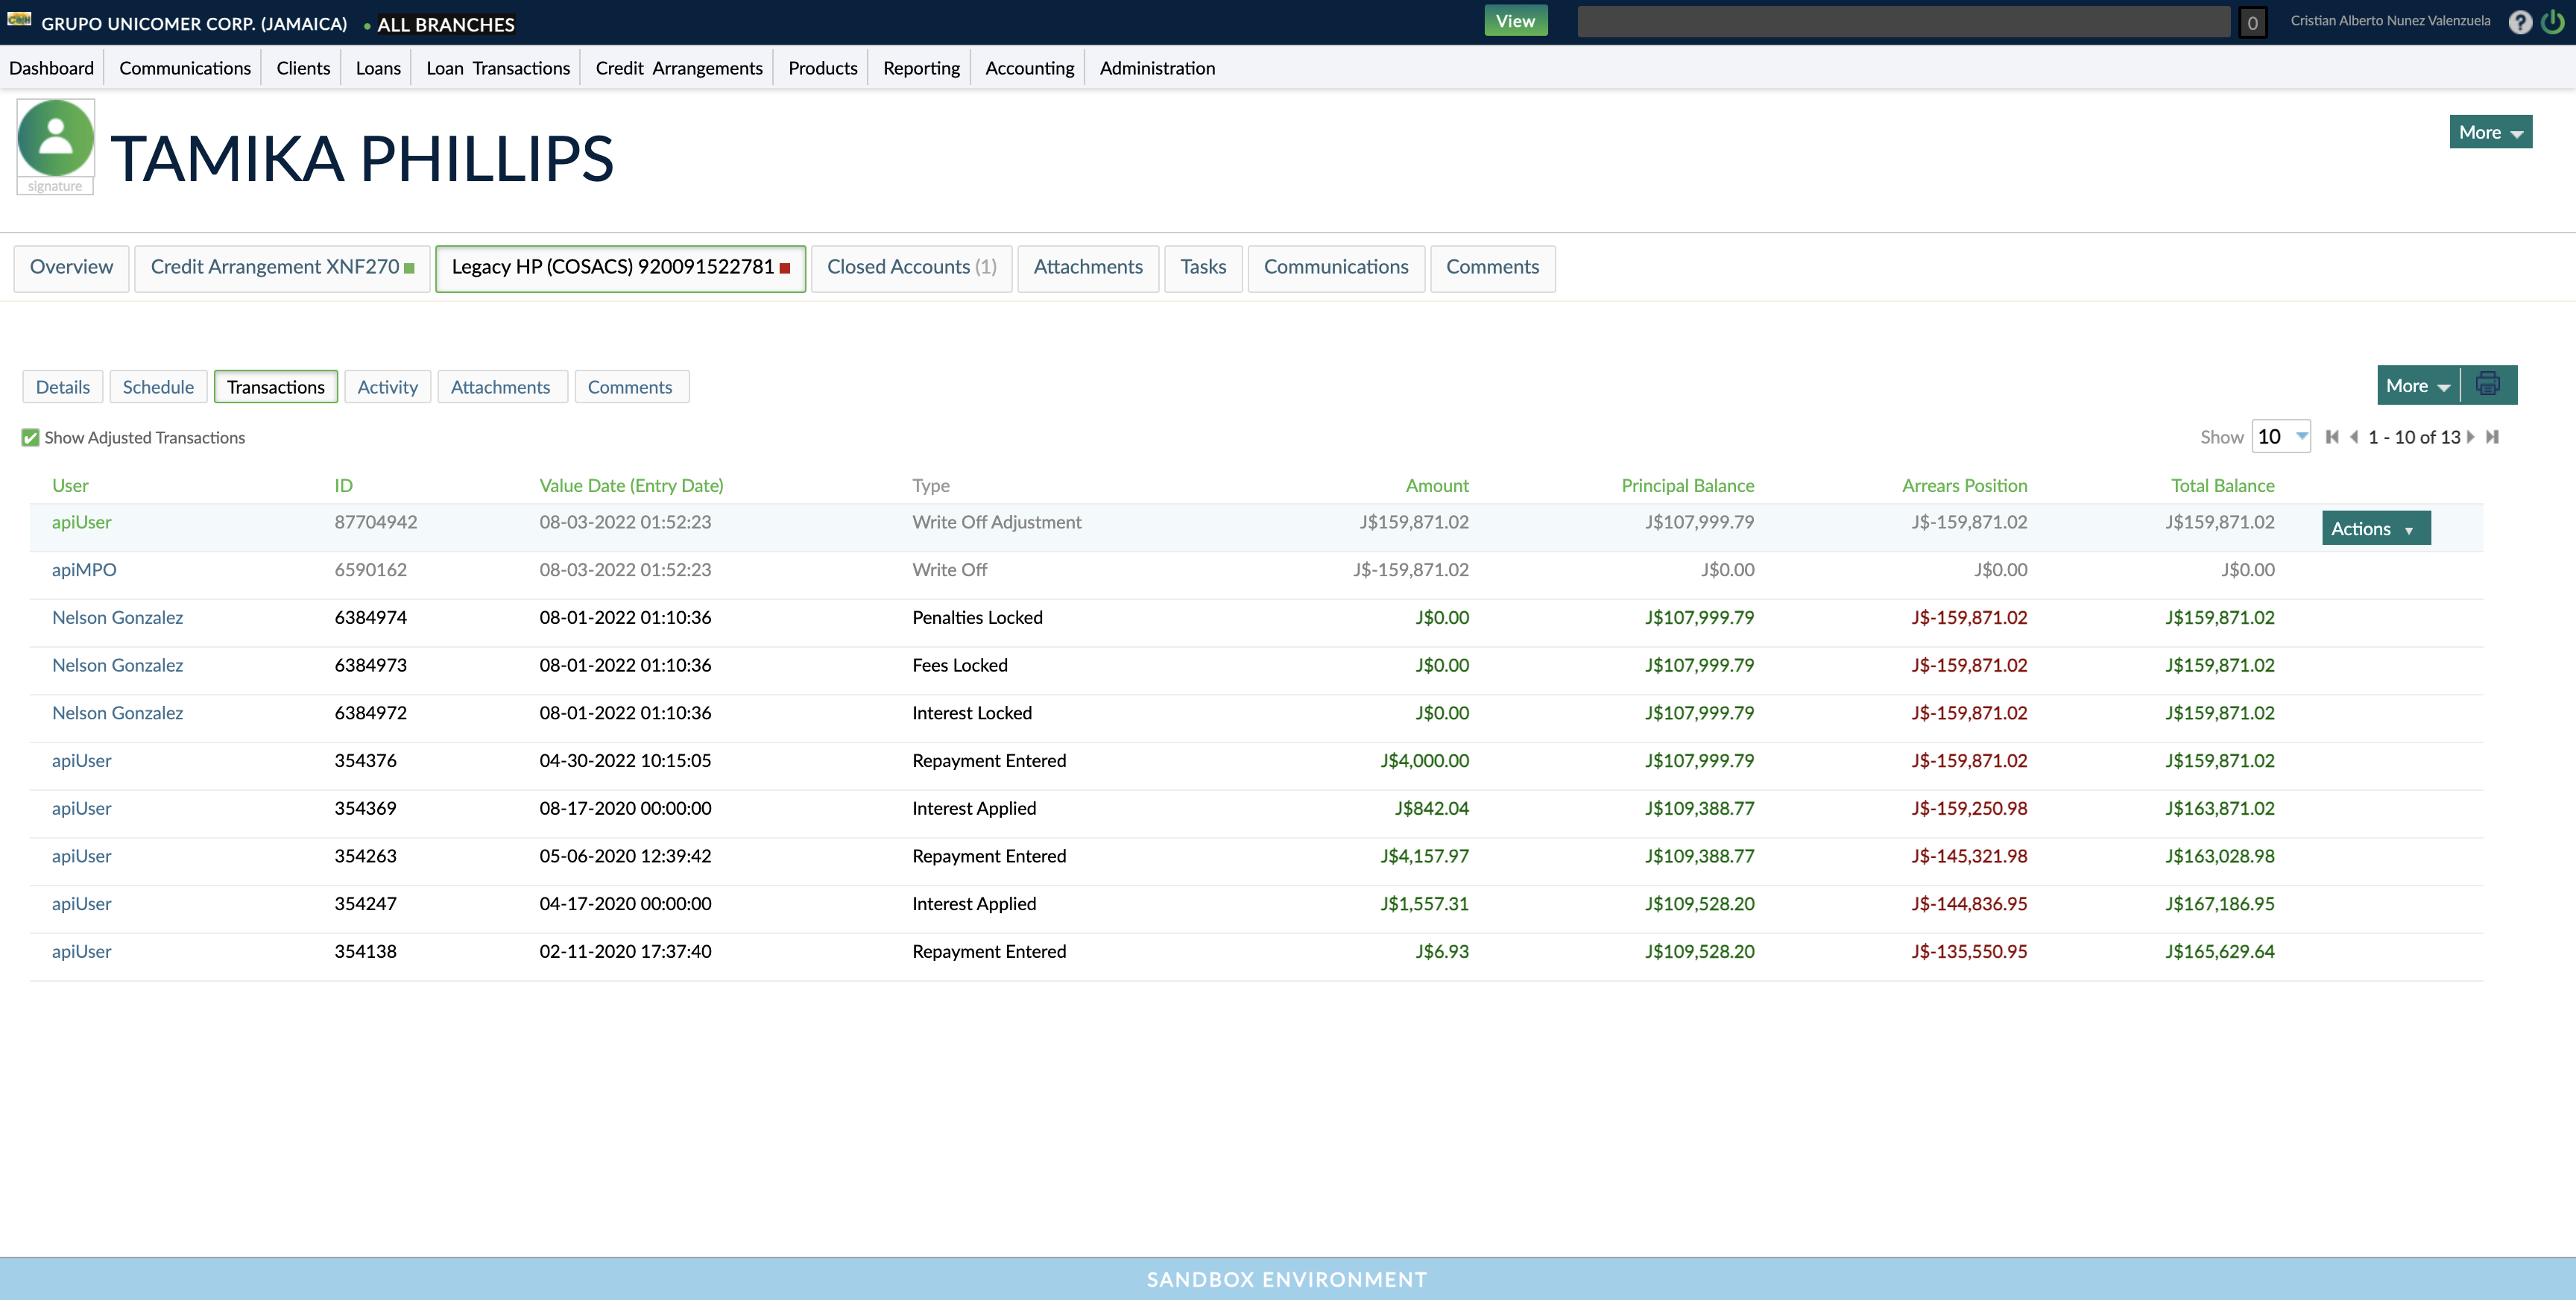 GRUPO UNICOMER CORP. (JAMAICA) • ALL BRANCHES View 0 Cristian Alberto Nunez Valenzuela ?
Dashboard Communications Clients Loans Loan Transactions Credit Arrangements Products Reporting Accounting Administration
TAMIKA PHILLIPS More
signature
Overview Credit Arrangement XNF270 Legacy HP (COSACS) 920091522781 Closed Accounts (1) Attachments Tasks Communications Comments
Details Schedule Transactions Activity Attachments Comments More
Show Adjusted Transactions Show 10 1 - 10 of 13
User ID Value Date (Entry Date) Type Amount Principal Balance Arrears Position Total Balance
apiUser 87704942 08-03-2022 01:52:23 Write Off Adjustment J$159,871.02 J$107,999.79 J$-159,871.02 J$159,871.02 Actions
apiMPO 6590162 08-03-2022 01:52:23 Write Off J$-159,871.02 J$0.00 J$0.00 J$0.00
Nelson Gonzalez 6384974 08-01-2022 01:10:36 Penalties Locked J$0.00 J$107,999.79 J$-159,871.02 J$159,871.02
Nelson Gonzalez 6384973 08-01-2022 01:10:36 Fees Locked J$0.00 J$107,999.79 J$-159,871.02 J$159,871.02
Nelson Gonzalez 6384972 08-01-2022 01:10:36 Interest Locked J$0.00 J$107,999.79 J$-159,871.02 J$159,871.02
apiUser 354376 04-30-2022 10:15:05 Repayment Entered J$4,000.00 J$107,999.79 J$-159,871.02 J$159,871.02
apiUser 354369 08-17-2020 00:00:00 Interest Applied J$842.04 J$109,388.77 J$-159,250.98 J$163,871.02
apiUser 354263 05-06-2020 12:39:42 Repayment Entered J$4,157.97 J$109,388.77 J$-145,321.98 J$163,028.98
apiUser 354247 04-17-2020 00:00:00 Interest Applied J$1,557.31 J$109,528.20 J$-144,836.95 J$167,186.95
apiUser 354138 02-11-2020 17:37:40 Repayment Entered J$6.93 J$109,528.20 J$-135,550.95 J$165,629.64
SANDBOX ENVIRONMENT